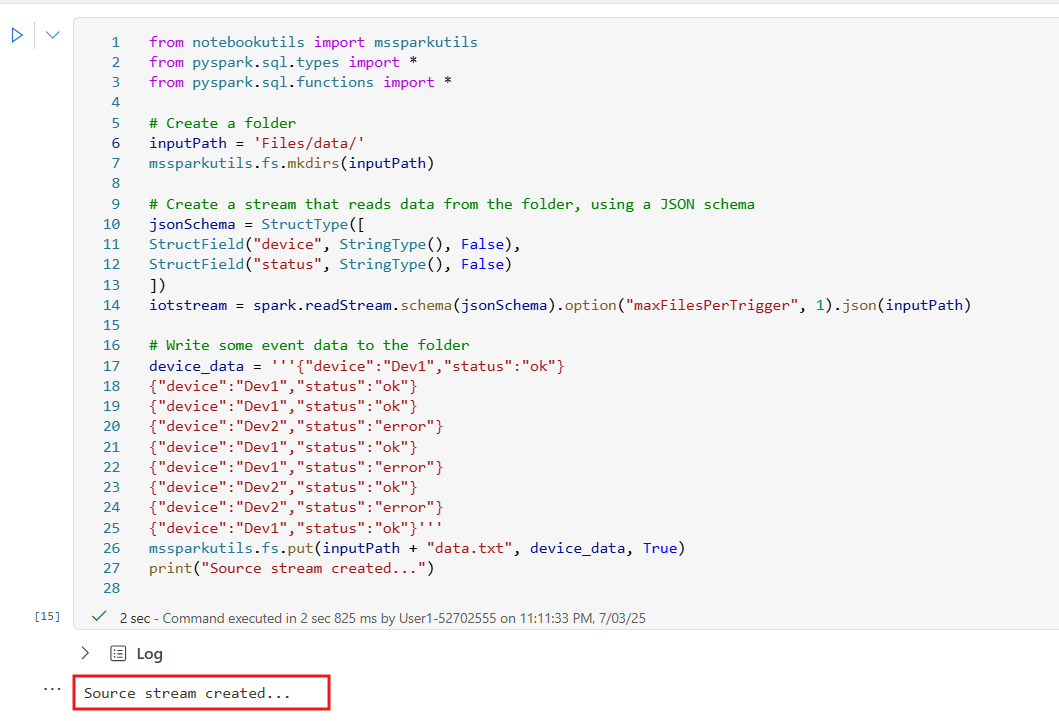 1 from notebookutils import mssparkutils
2 from pyspark.sql.types import *
3 from pyspark.sql.functions import *
4
5 # Create a folder
6 inputPath = 'Files/data/'
7 mssparkutils.fs.mkdirs(inputPath)
8
9 # Create a stream that reads data from the folder, using a JSON schema
10 jsonSchema = StructType([
11 StructField("device", StringType(), False),
12 StructField("status", StringType(), False)
13 ])
14 iotstream = spark.readStream.schema(jsonSchema).option("maxFilesPerTrigger", 1).json(inputPath)
15
16 # Write some event data to the folder
17 device_data = '''{"device":"Dev1","status":"ok"}
18 {"device":"Dev1","status":"ok"}
19 {"device":"Dev1","status":"ok"}
20 {"device":"Dev2","status":"error"}
21 {"device":"Dev1","status":"ok"}
22 {"device":"Dev1","status":"error"}
23 {"device":"Dev2","status":"ok"}
24 {"device":"Dev2","status":"error"}
25 {"device":"Dev1","status":"ok"}'''
26 mssparkutils.fs.put(inputPath + "data.txt", device_data, True)
27 print("Source stream created...")
28
[15] 2 sec - Command executed in 2 sec 825 ms by User1-52702555 on 11:11:33 PM, 7/03/25
Log
Source stream created...